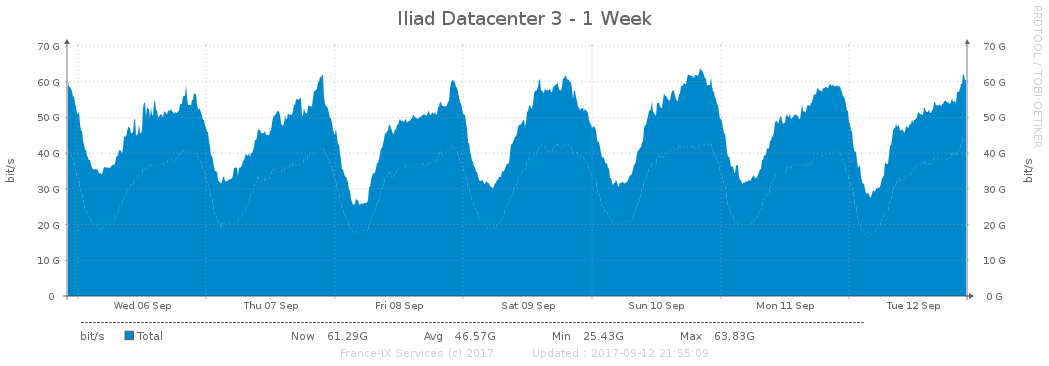 Iliad Datacenter 3 - 1 Week
RRDTOOL / TOBI OETIKER
70 G 70 G
60 G 60 G
50 G 50 G
40 G 40 G
30 G 30 G
20 G 20 G
10 G 10 G
0 0 G
bit/s bit/s
Wed 06 Sep Thu 07 Sep Fri 08 Sep Sat 09 Sep Sun 10 Sep Mon 11 Sep Tue 12 Sep
bit/s Total Now 61.29G Avg 46.57G Min 25.43G Max 63.83G
France-IX Services (c) 2017 Updated : 2017-09-12 21:55:09